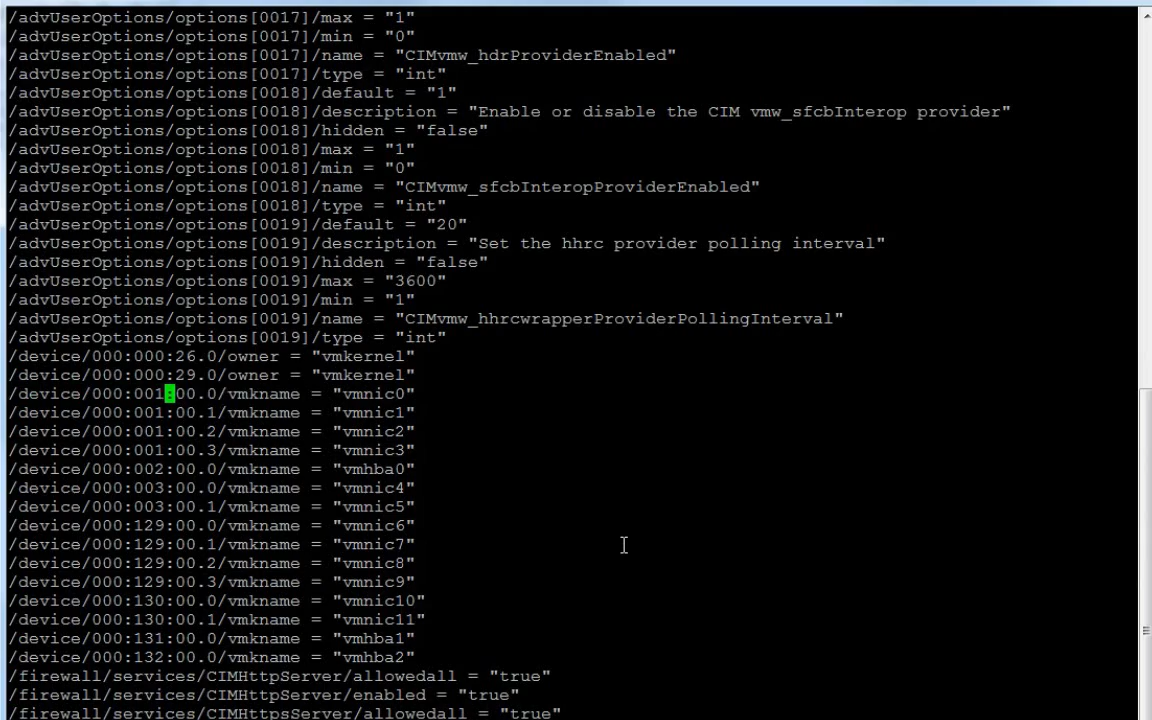 /advUserOptions/options[0017]/max = "1"
/advUserOptions/options[0017]/min = "0"
/advUserOptions/options[0017]/name = "CIMvmw_hdrProviderEnabled"
/advUserOptions/options[0017]/type = "int"
/advUserOptions/options[0018]/default = "1"
/advUserOptions/options[0018]/description = "Enable or disable the CIM vmw_sfcbInterop provider"
/advUserOptions/options[0018]/hidden = "false"
/advUserOptions/options[0018]/max = "1"
/advUserOptions/options[0018]/min = "0"
/advUserOptions/options[0018]/name = "CIMvmw_sfcbInteropProviderEnabled"
/advUserOptions/options[0018]/type = "int"
/advUserOptions/options[0019]/default = "20"
/advUserOptions/options[0019]/description = "Set the hhrc provider polling interval"
/advUserOptions/options[0019]/hidden = "false"
/advUserOptions/options[0019]/max = "3600"
/advUserOptions/options[0019]/min = "1"
/advUserOptions/options[0019]/name = "CIMvmw_hhrcwrapperProviderPollingInterval"
/advUserOptions/options[0019]/type = "int"
/device/000:000:26.0/owner = "vmkernel"
/device/000:000:29.0/owner = "vmkernel"
/device/000:001:00.0/vmkname = "vmnic0"
/device/000:001:00.1/vmkname = "vmnic1"
/device/000:001:00.2/vmkname = "vmnic2"
/device/000:001:00.3/vmkname = "vmnic3"
/device/000:002:00.0/vmkname = "vmhba0"
/device/000:003:00.0/vmkname = "vmnic4"
/device/000:003:00.1/vmkname = "vmnic5"
/device/000:129:00.0/vmkname = "vmnic6"
/device/000:129:00.1/vmkname = "vmnic7"
/device/000:129:00.2/vmkname = "vmnic8"
/device/000:129:00.3/vmkname = "vmnic9"
/device/000:130:00.0/vmkname = "vmnic10"
/device/000:130:00.1/vmkname = "vmnic11"
/device/000:131:00.0/vmkname = "vmhba1"
/device/000:132:00.0/vmkname = "vmhba2"
/firewall/services/CIMHttpServer/allowedall = "true"
/firewall/services/CIMHttpServer/enabled = "true"
/firewall/services/CIMHttpsServer/allowedall = "true"